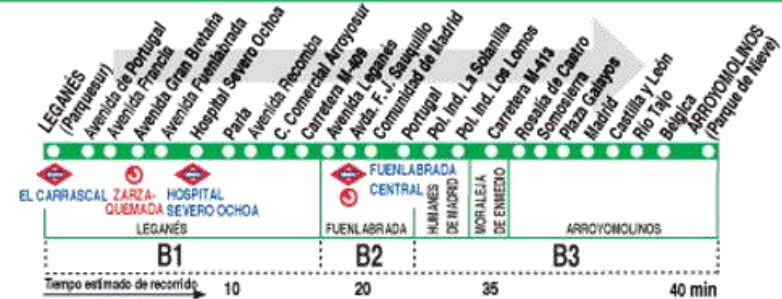 LEGANÉS
(Parquesur)
Avenida de Portugal
Avenida Francia
Avenida Gran Bretaña
Avenida Fuenlabrada
Hospital Severo Ochoa
Parla
Avenida Recomba
C. Comercial Arroyosur
Carretera M-409
Avenida Leganés
Avda. F. J. Sauquillo
Comunidad de Madrid
Portugal
Pol. Ind. La Solanilla
Pol. Ind. Los Lomos
Carretera M-413
Rosalía de Castro
Somosierra
Plaza Galayos
Madrid
Castilla y León
Río Tajo
Bélgica
ARROYOMOLINOS
(Parque de Nieve)
EL CARRASCAL
ZARZA-
QUEMADA
HOSPITAL
SEVERO OCHOA
FUENLABRADA
CENTRAL
LEGANÉS
FUENLABRADA
HUMANES
DE MADRID
MORALEJA
DE ENMEDIO
ARROYOMOLINOS
B1
B2
B3
Tiempo estimado de recorrido
10
20
35
40 min